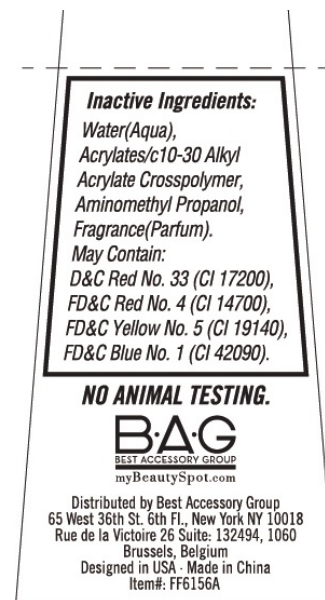 Inactive Ingredients:
Water(Aqua),
Acrylates/c10-30 Alkyl
Acrylate Crosspolymer,
Aminomethyl Propanol,
Fragrance(Parfum).
May Contain:
D&C Red No. 33 (CI 17200),
FD&C Red No. 4 (CI 14700),
FD&C Yellow No. 5 (CI 19140),
FD&C Blue No. 1 (CI 42090).
NO ANIMAL TESTING.
B·A·G
BEST ACCESSORY GROUP
myBeautySpot.com
Distributed by Best Accessory Group
65 West 36th St. 6th Fl., New York NY 10018
Rue de la Victoire 26 Suite: 132494, 1060
Brussels, Belgium
Designed in USA · Made in China
Item#: FF6156A